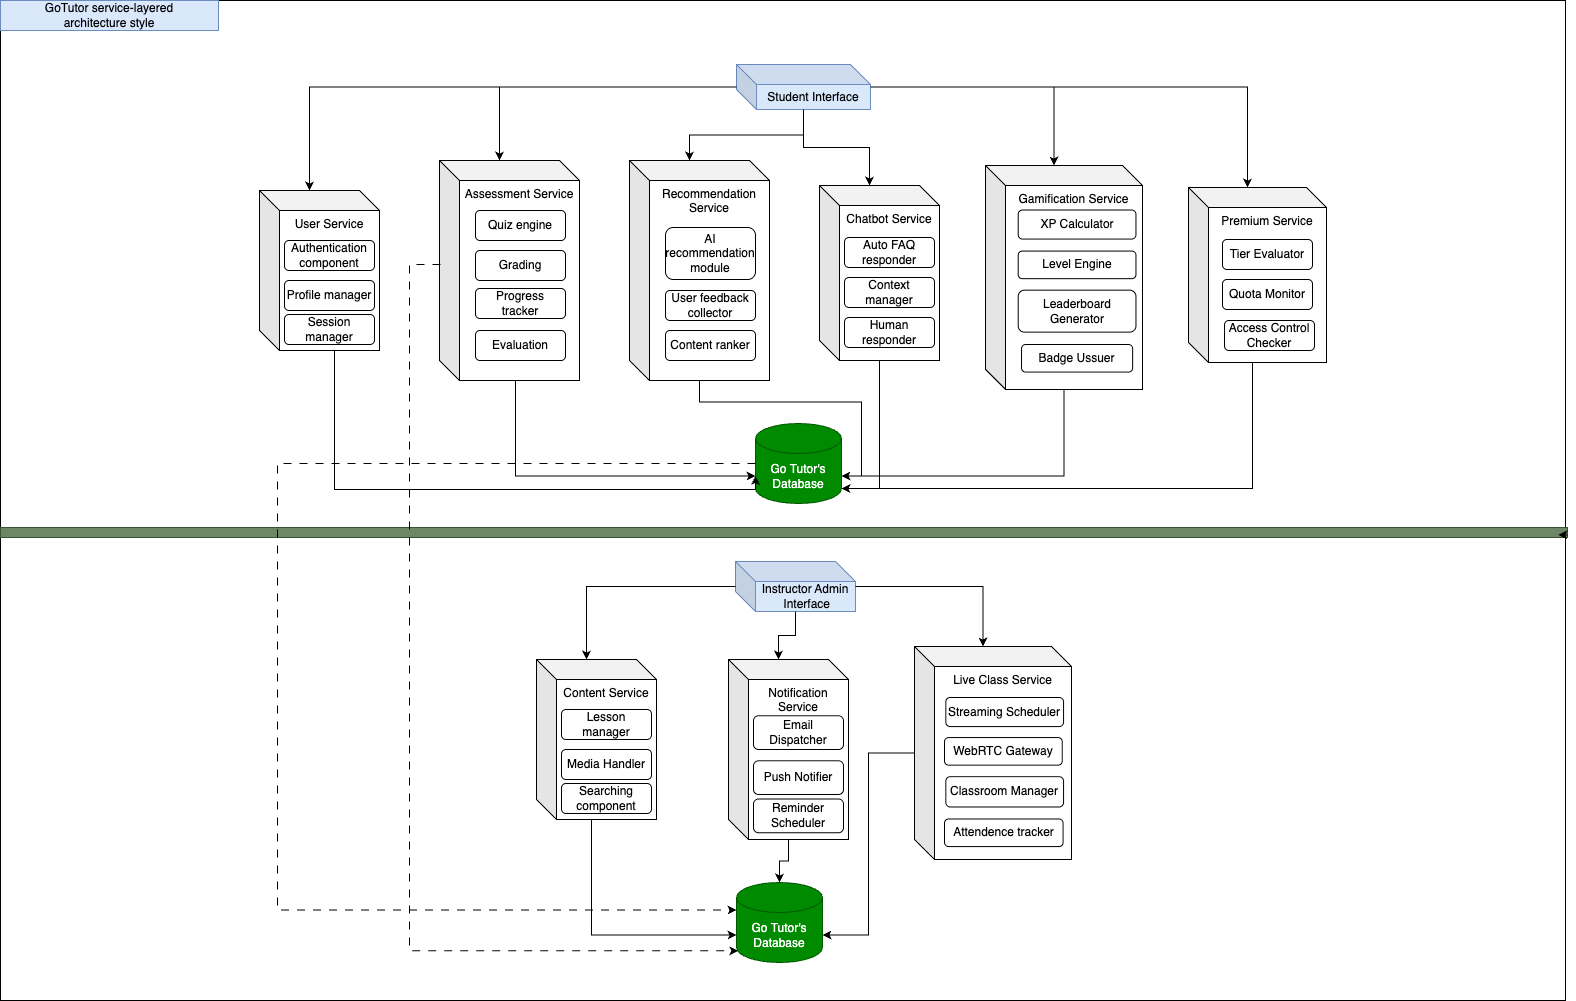 GoTutor service-layered
architecture style
Student Interface
User Service
Authentication
component
Profile manager
Session
manager
Assessment Service
Quiz engine
Grading
Progress
tracker
Evaluation
Recommendation
Service
AI
recommendation
module
User feedback
collector
Content ranker
Chatbot Service
Auto FAQ
responder
Context
manager
Human
responder
Gamification Service
XP Calculator
Level Engine
Leaderboard
Generator
Badge Ussuer
Premium Service
Tier Evaluator
Quota Monitor
Access Control
Checker
Go Tutor's
Database
Instructor Admin
Interface
Content Service
Lesson
manager
Media Handler
Searching
component
Notification
Service
Email
Dispatcher
Push Notifier
Reminder
Scheduler
Live Class Service
Streaming Scheduler
WebRTC Gateway
Classroom Manager
Attendence tracker
Go Tutor's
Database